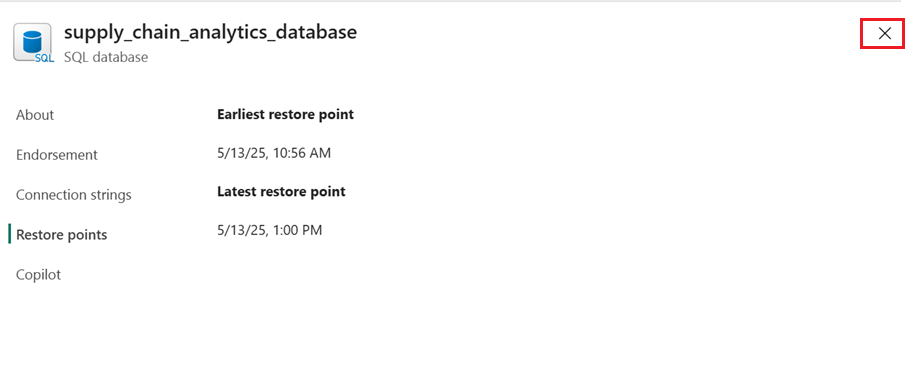 supply_chain_analytics_database
SQL
SQL database
About
Endorsement
Connection strings
Restore points
Copilot
Earliest restore point
5/13/25, 10:56 AM
Latest restore point
5/13/25, 1:00 PM